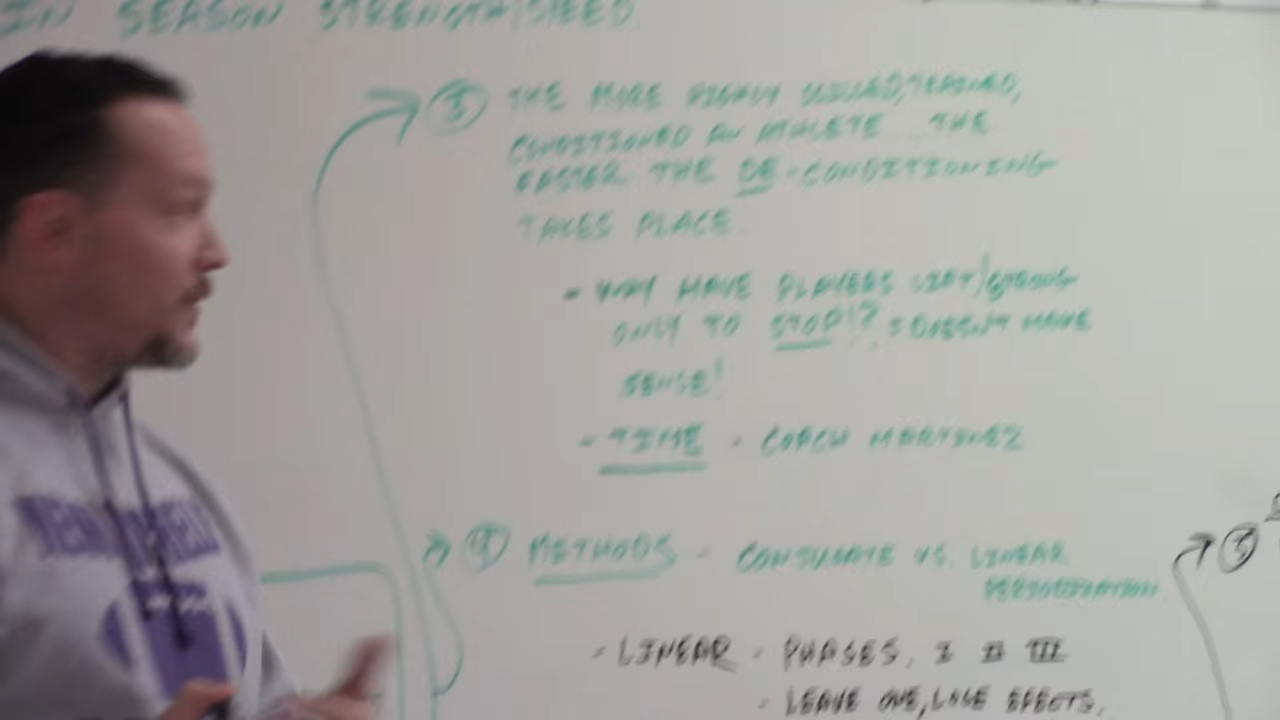 IN SEASON STRENGTH/SPEED
③ THE MORE HIGHLY SKILLED, TRAINED,
CONDITIONED AN ATHLETE THE
EASIER THE DE-CONDITIONING
TAKES PLACE.
- WHY HAVE PLAYERS LIFT/STRONG
ONLY TO STOP!? : DOESN'T MAKE
SENSE!
- TIME - COACH MARTINEZ
④ METHODS - CONJUGATE VS. LINEAR
PERIODIZATION
- LINEAR - PHASES, I II III
- LEAVE ONE, LOSE EFFECTS,
⑤